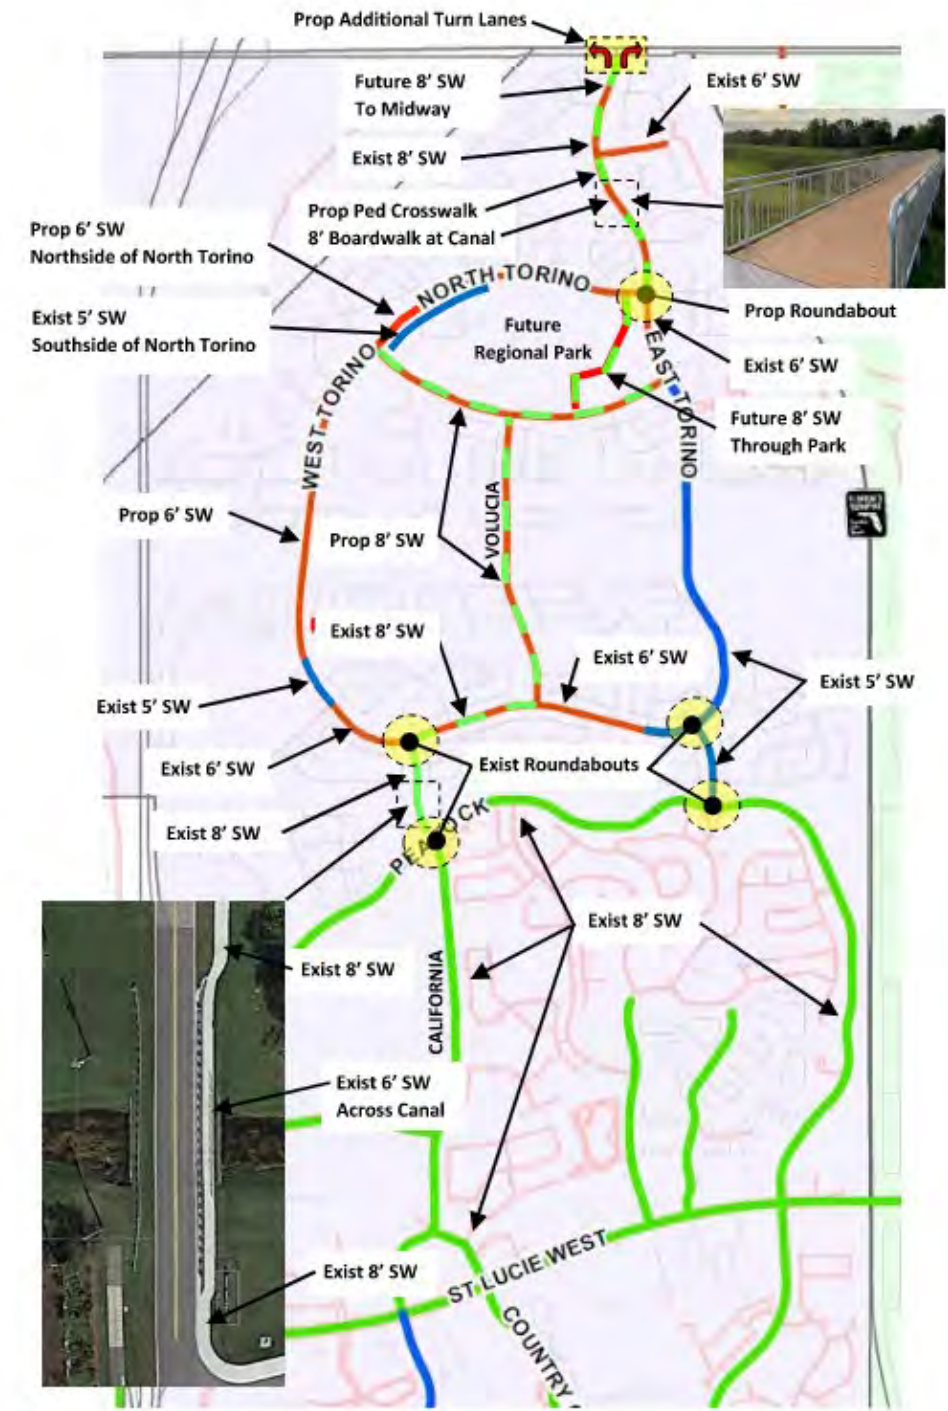 Prop Additional Turn Lanes
Future 8' SW
To Midway
Exist 6' SW
Exist 8' SW
Prop Ped Crosswalk
8' Boardwalk at Canal
Prop 6' SW
Northside of North Torino
NORTH TORINO
Prop Roundabout
Exist 5' SW
Southside of North Torino
Future
Regional Park
Exist 6' SW
EAST TORINO
WEST TORINO
Future 8' SW
Through Park
Prop 6' SW
Prop 8' SW
VOLUCIA
Exist 8' SW
Exist 6' SW
Exist 5' SW
Exist 5' SW
Exist 6' SW
Exist Roundabouts
Exist 8' SW
PEACOCK
Exist 8' SW
Exist 8' SW
CALIFORNIA
Exist 6' SW
Across Canal
Exist 8' SW
ST LUCIE WEST
COUNTRY